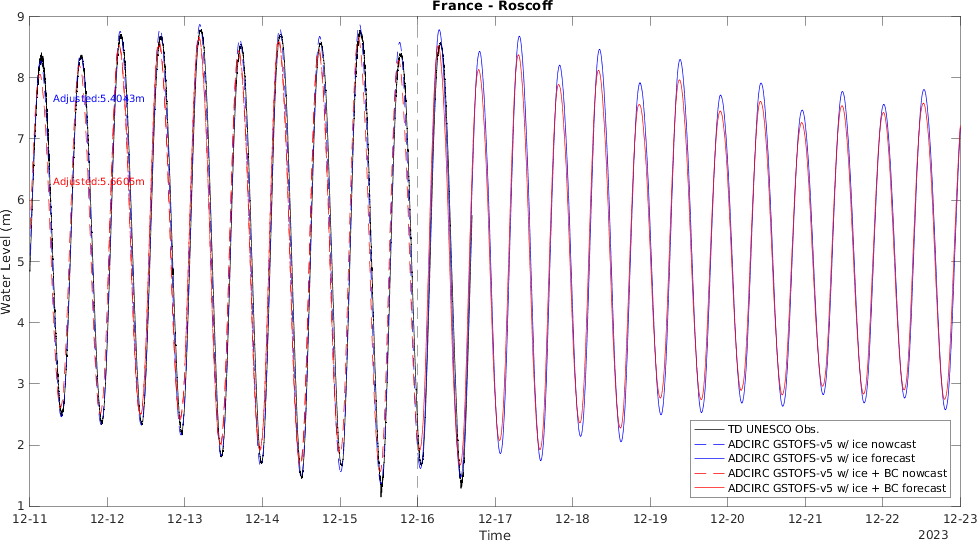 France - Roscoff
9
8
7
6
5
4
3
2
1
Water Level (m)
Adjusted:5.4043m
Adjusted:5.6605m
TD UNESCO Obs.
ADCIRC GSTOFS-v5 w/ ice nowcast
ADCIRC GSTOFS-v5 w/ ice forecast
ADCIRC GSTOFS-v5 w/ ice + BC nowcast
ADCIRC GSTOFS-v5 w/ ice + BC forecast
12-11 12-12 12-13 12-14 12-15 12-16 12-17 12-18 12-19 12-20 12-21 12-22 12-23
Time
2023